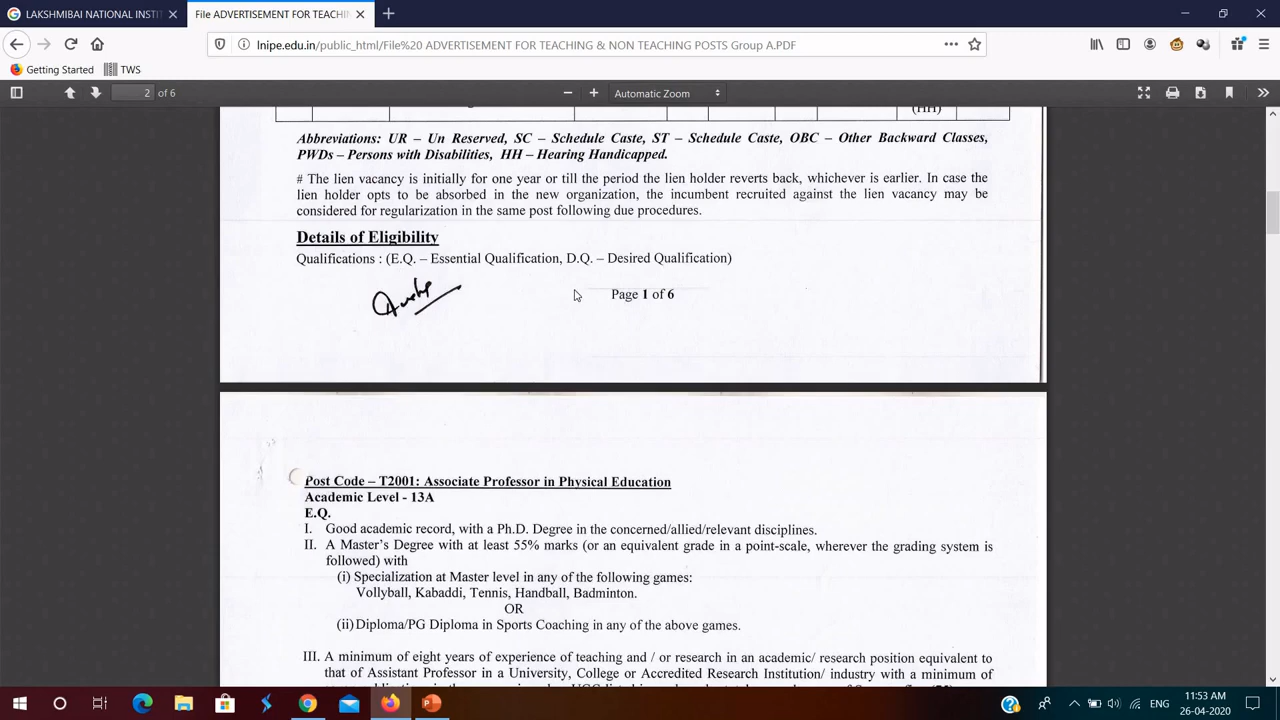 LAKSHMIBAI NATIONAL INSTI
File ADVERTISEMENT FOR TEACHIN
lnipe.edu.in/public_html/File%20 ADVERTISEMENT FOR TEACHING & NON TEACHING POSTS Group A.PDF
Getting Started
TWS
2 of 6
Automatic Zoom
(HH)
Abbreviations: UR – Un Reserved, SC – Schedule Caste, ST – Schedule Caste, OBC – Other Backward Classes,
PWDs – Persons with Disabilities, HH – Hearing Handicapped.
# The lien vacancy is initially for one year or till the period the lien holder reverts back, whichever is earlier. In case the
lien holder opts to be absorbed in the new organization, the incumbent recruited against the lien vacancy may be
considered for regularization in the same post following due procedures.
Details of Eligibility
Qualifications : (E.Q. – Essential Qualification, D.Q. – Desired Qualification)
Page 1 of 6
Post Code – T2001: Associate Professor in Physical Education
Academic Level - 13A
E.Q.
I. Good academic record, with a Ph.D. Degree in the concerned/allied/relevant disciplines.
II. A Master's Degree with at least 55% marks (or an equivalent grade in a point-scale, wherever the grading system is
followed) with
(i) Specialization at Master level in any of the following games:
Vollyball, Kabaddi, Tennis, Handball, Badminton.
OR
(ii) Diploma/PG Diploma in Sports Coaching in any of the above games.
III. A minimum of eight years of experience of teaching and / or research in an academic/ research position equivalent to
that of Assistant Professor in a University, College or Accredited Research Institution/ industry with a minimum of
11:53 AM
26-04-2020